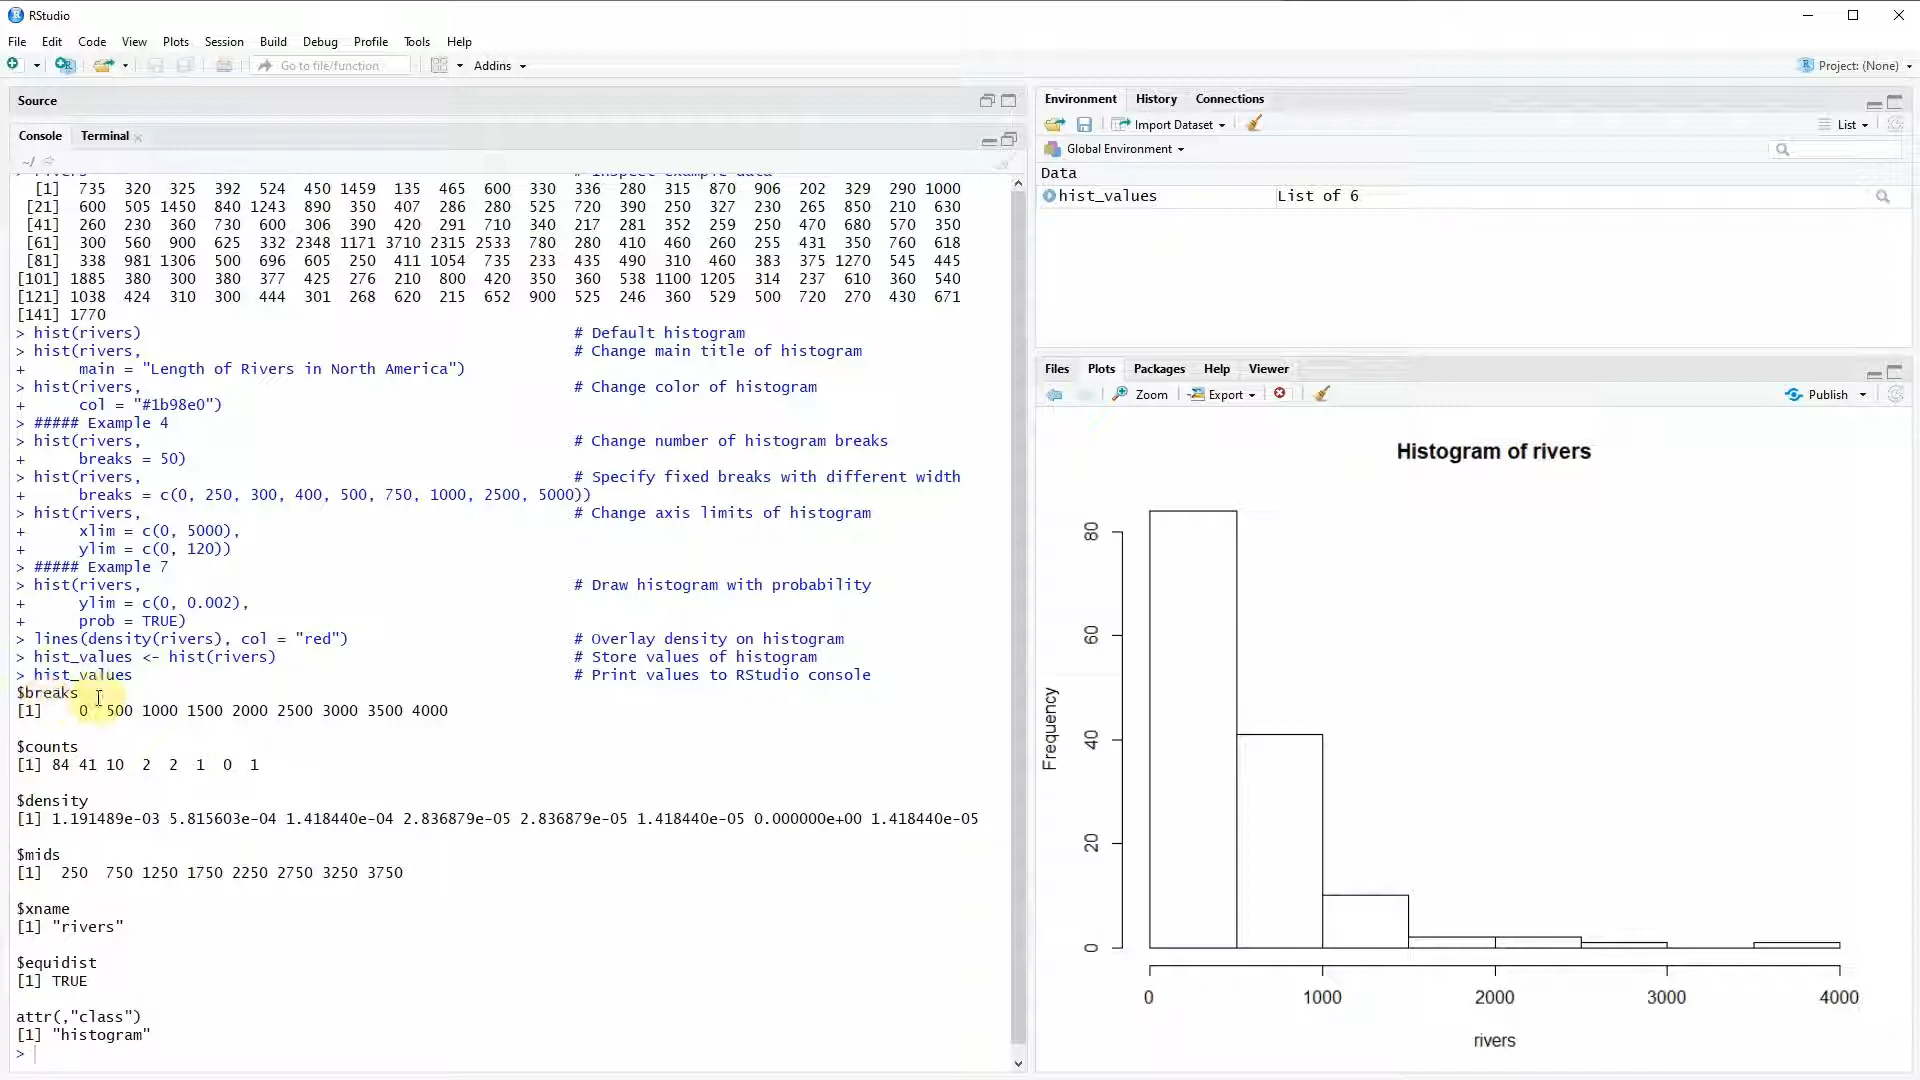 RStudio
File Edit Code View Plots Session Build Debug Profile Tools Help
Go to file/function Addins Project: (None)
Source
Console Terminal
~/
> rivers # Inspect example data
[1] 735 320 325 392 524 450 1459 135 465 600 330 336 280 315 870 906 202 329 290 1000
[21] 600 505 1450 840 1243 890 350 407 286 280 525 720 390 250 327 230 265 850 210 630
[41] 260 230 360 730 600 306 390 420 291 710 340 217 281 352 259 250 470 680 570 350
[61] 300 560 900 625 332 2348 1171 3710 2315 2533 780 280 410 460 260 255 431 350 760 618
[81] 338 981 1306 500 696 605 250 411 1054 735 233 435 490 310 460 383 375 1270 545 445
[101] 1885 380 300 380 377 425 276 210 800 420 350 360 538 1100 1205 314 237 610 360 540
[121] 1038 424 310 300 444 301 268 620 215 652 900 525 246 360 529 500 720 270 430 671
[141] 1770
> hist(rivers) # Default histogram
> hist(rivers, # Change main title of histogram
+ main = "Length of Rivers in North America")
> hist(rivers, # Change color of histogram
+ col = "#1b98e0")
> ##### Example 4
> hist(rivers, # Change number of histogram breaks
+ breaks = 50)
> hist(rivers, # Specify fixed breaks with different width
+ breaks = c(0, 250, 300, 400, 500, 750, 1000, 2500, 5000))
> hist(rivers, # Change axis limits of histogram
+ xlim = c(0, 5000),
+ ylim = c(0, 120))
> ##### Example 7
> hist(rivers, # Draw histogram with probability
+ ylim = c(0, 0.002),
+ prob = TRUE)
> lines(density(rivers), col = "red") # Overlay density on histogram
> hist_values <- hist(rivers) # Store values of histogram
> hist_values # Print values to RStudio console
$breaks
[1] 0 500 1000 1500 2000 2500 3000 3500 4000
$counts
[1] 84 41 10 2 2 1 0 1
$density
[1] 1.191489e-03 5.815603e-04 1.418440e-04 2.836879e-05 2.836879e-05 1.418440e-05 0.000000e+00 1.418440e-05
$mids
[1] 250 750 1250 1750 2250 2750 3250 3750
$xname
[1] "rivers"
$equidist
[1] TRUE
attr(,"class")
[1] "histogram"
>
Environment History Connections
Import Dataset List
Global Environment
Data
hist_values List of 6
Files Plots Packages Help Viewer
Zoom Export Publish
Histogram of rivers
Frequency
80
60
40
20
0
0 1000 2000 3000 4000
rivers